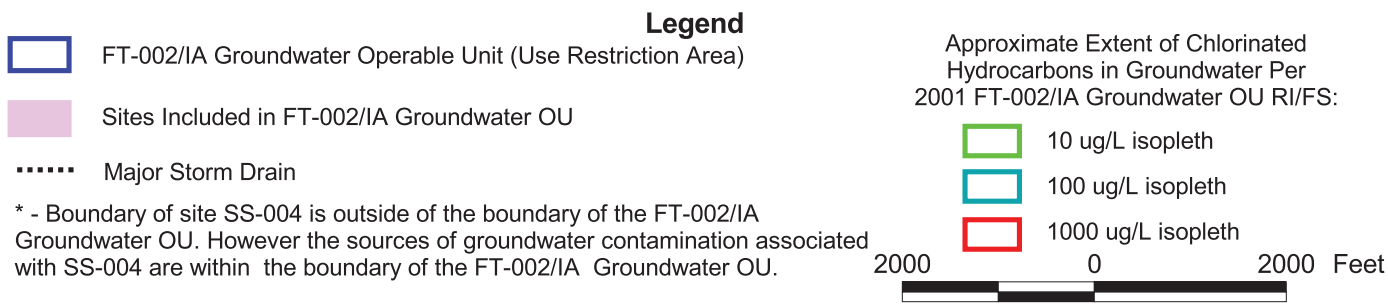 Legend
FT-002/IA Groundwater Operable Unit (Use Restriction Area)
Sites Included in FT-002/IA Groundwater OU
Major Storm Drain
* - Boundary of site SS-004 is outside of the boundary of the FT-002/IA
Groundwater OU. However the sources of groundwater contamination associated
with SS-004 are within the boundary of the FT-002/IA Groundwater OU.
Approximate Extent of Chlorinated
Hydrocarbons in Groundwater Per
2001 FT-002/IA Groundwater OU RI/FS:
10 ug/L isopleth
100 ug/L isopleth
1000 ug/L isopleth
2000 0 2000 Feet